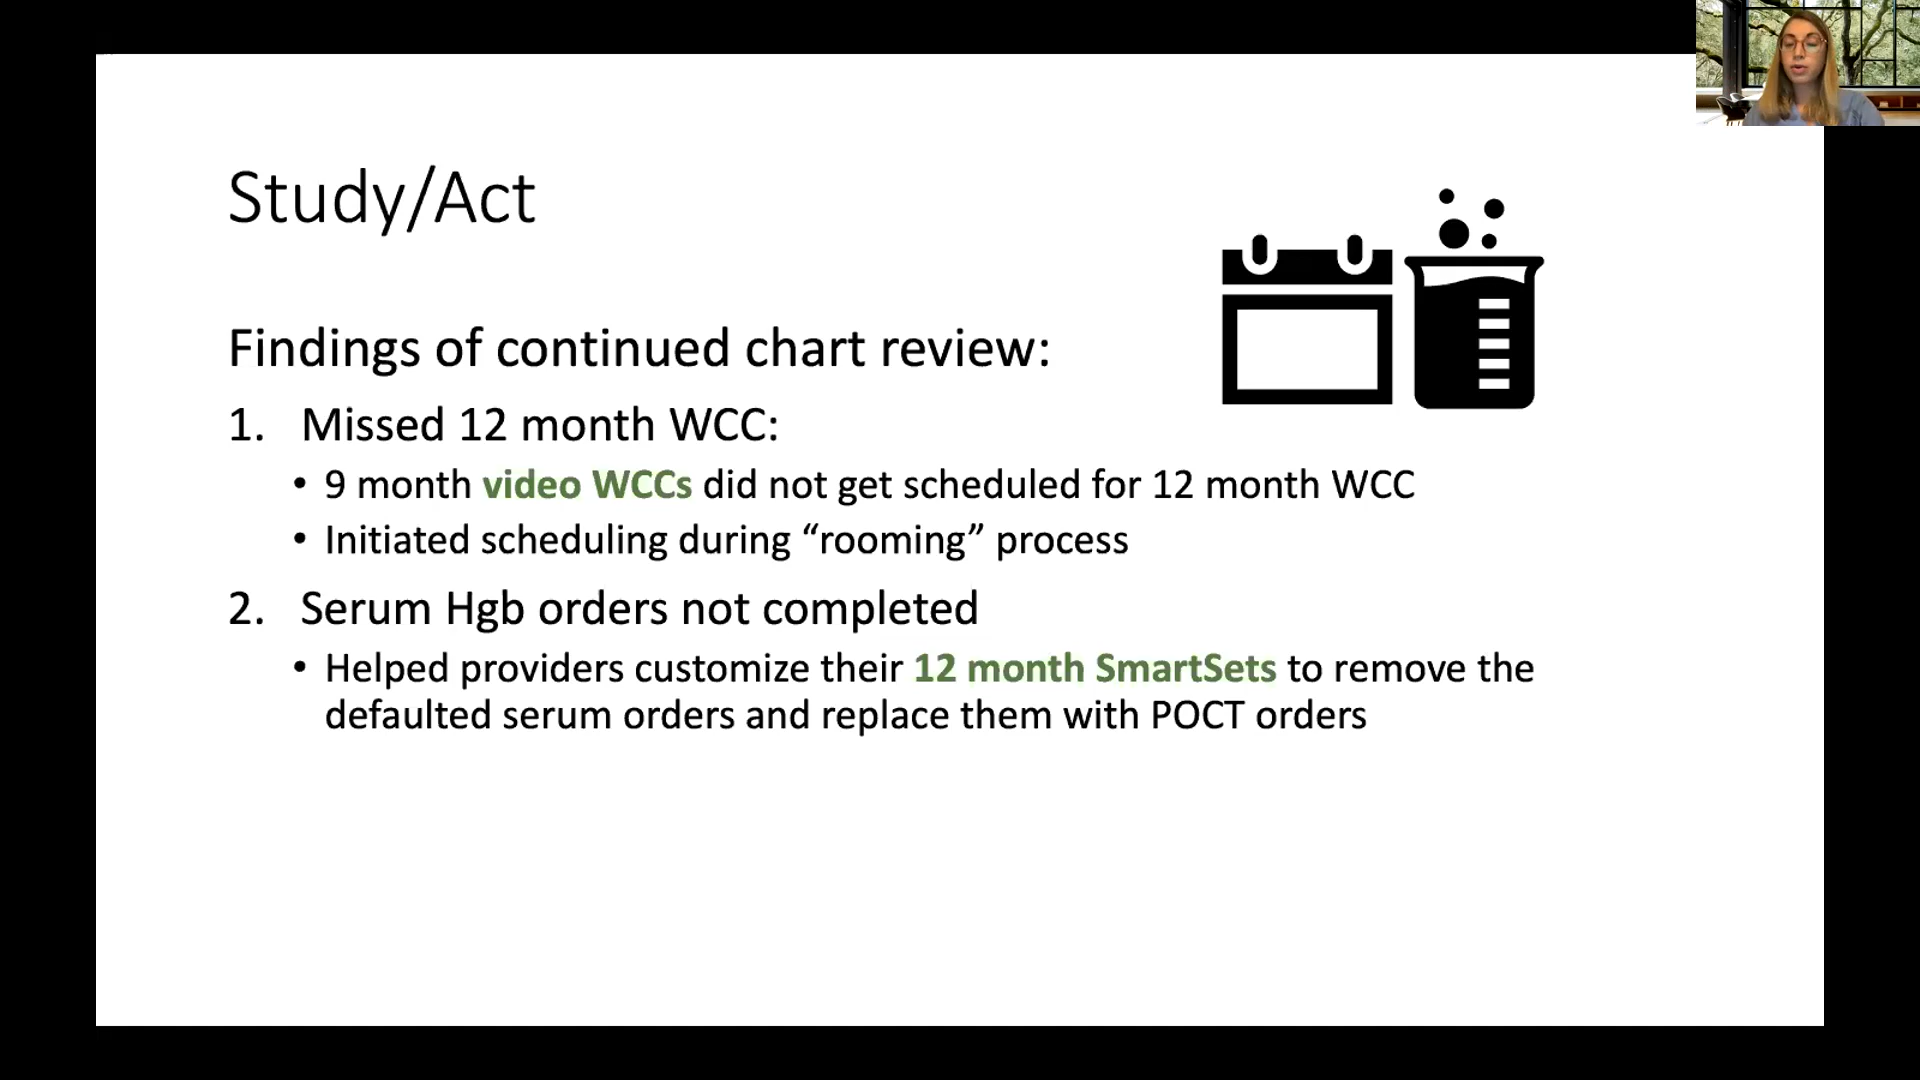 Study/Act
Findings of continued chart review:
1. Missed 12 month WCC:
• 9 month video WCCs did not get scheduled for 12 month WCC
• Initiated scheduling during “rooming” process
2. Serum Hgb orders not completed
• Helped providers customize their 12 month SmartSets to remove the
defaulted serum orders and replace them with POCT orders